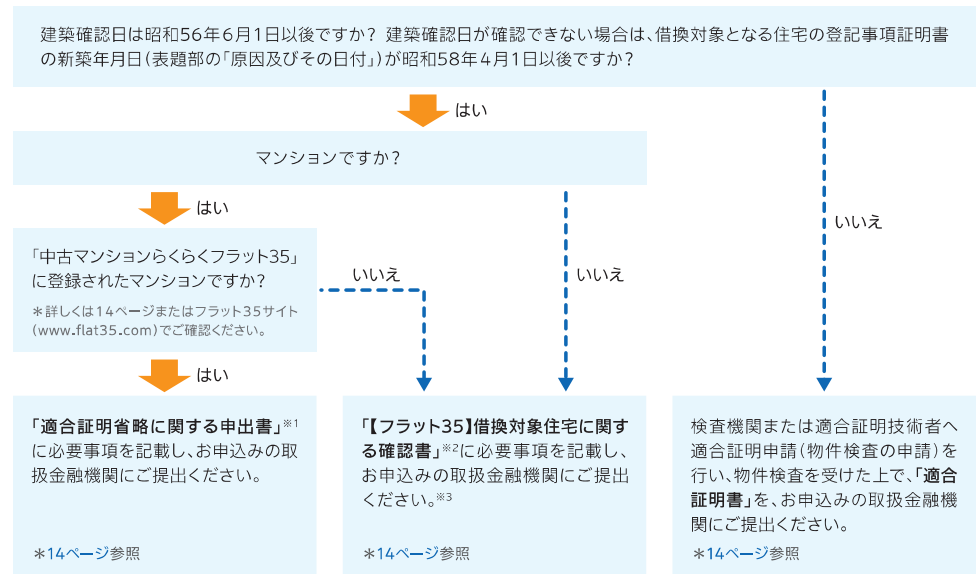 建築確認日は昭和56年6月1日以後ですか? 建築確認日が確認できない場合は、借換対象となる住宅の登記事項証明書
の新築年月日(表題部の「原因及びその日付」)が昭和58年4月1日以後ですか?
はい
マンションですか?
はい
いいえ
「中古マンションらくらくフラット35」
に登録されたマンションですか?
いいえ
いいえ
*詳しくは14ページまたはフラット35サイト
(www.flat35.com)でご確認ください。
はい
「適合証明省略に関する申出書」※1
に必要事項を記載し、お申込みの取
扱金融機関にご提出ください。
*14ページ参照
「【フラット35】借換対象住宅に関す
る確認書」※2に必要事項を記載し、
お申込みの取扱金融機関にご提出
ください。※3
*14ページ参照
検査機関または適合証明技術者へ
適合証明申請(物件検査の申請)を
行い、物件検査を受けた上で、「適合
証明書」を、お申込みの取扱金融機
関にご提出ください。
*14ページ参照